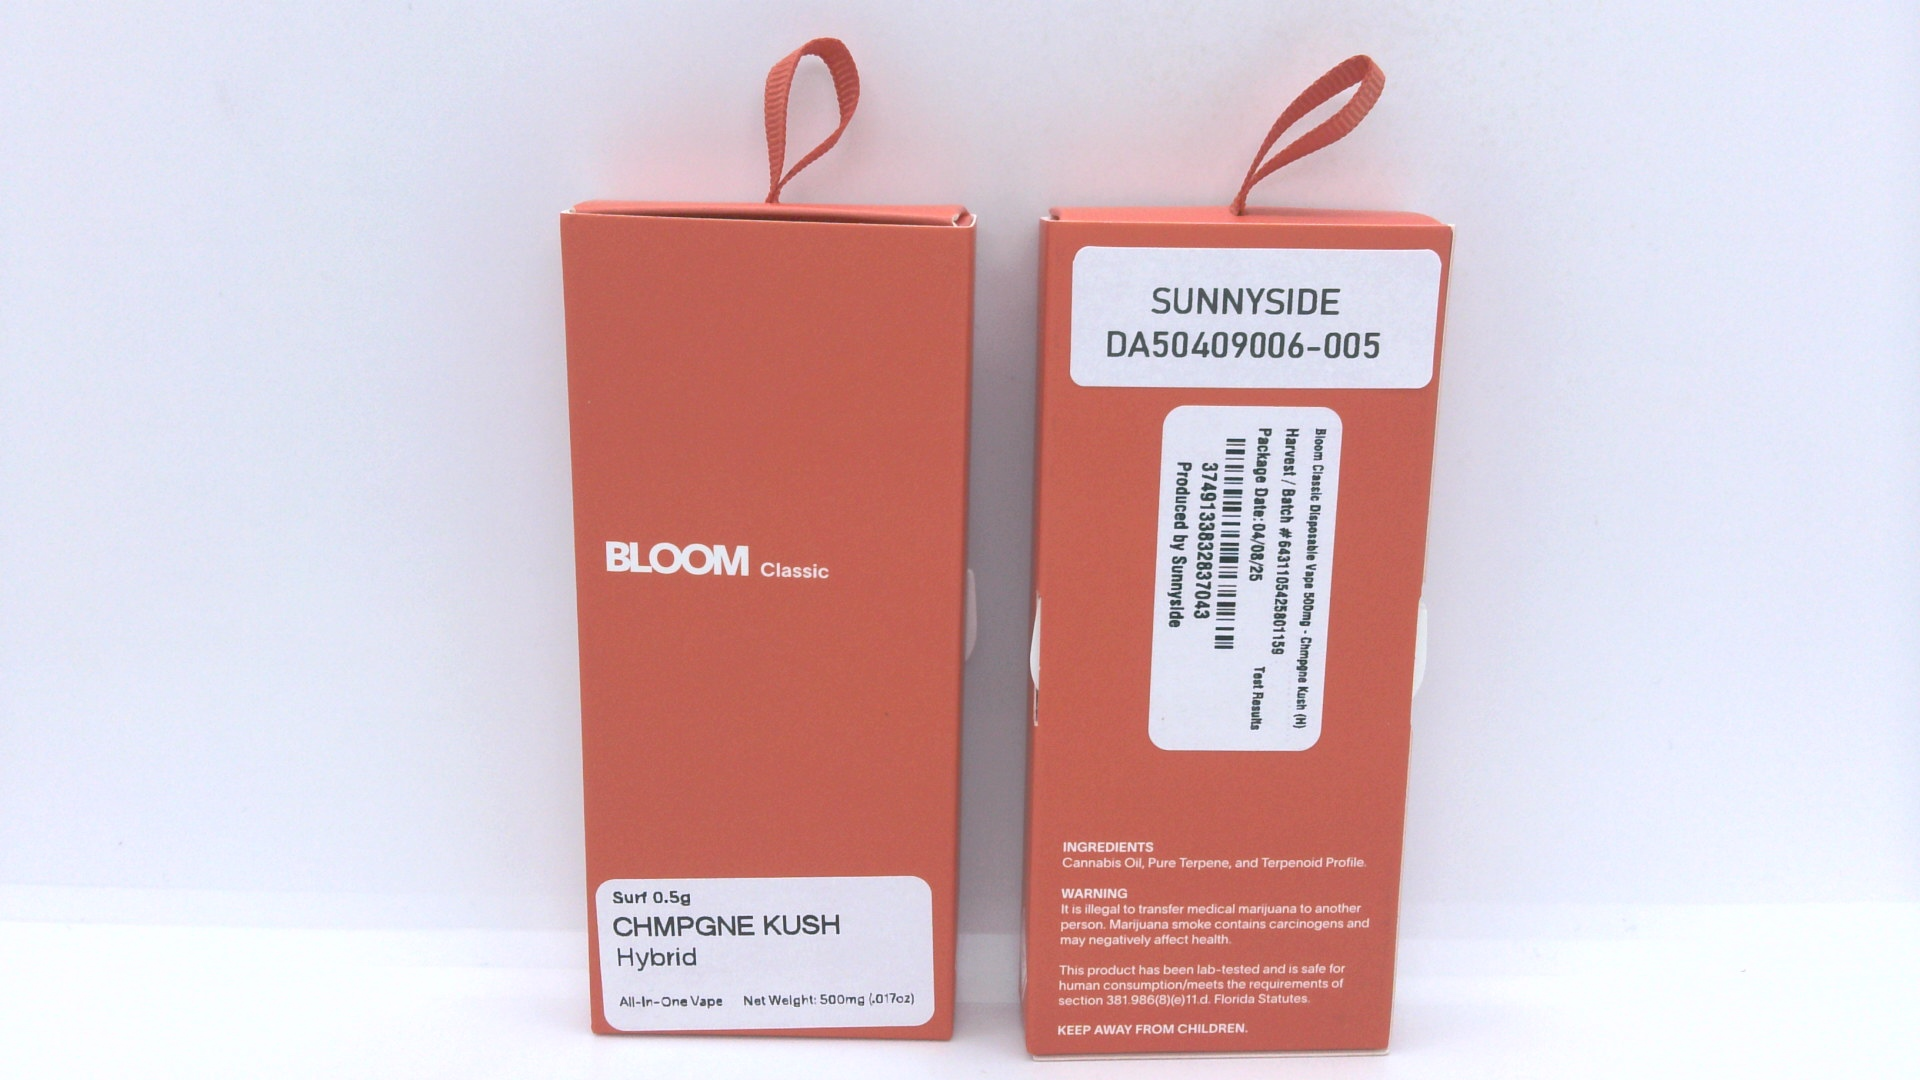 BLOOM Classic
Surf 0.5g
CHMPGNE KUSH
Hybrid
All-In-One Vape Net Weight: 500mg (.017oz)
SUNNYSIDE
DA50409006-005
Bloom Classic Disposable Vape 500mg - Chmpgne Kush (H)
Harvest / Batch # 6431105425801159
Package Date: 04/08/25 Test Results
3749133832837043
Produced by Sunnyside
INGREDIENTS
Cannabis Oil, Pure Terpene, and Terpenoid Profile.
WARNING
It is illegal to transfer medical marijuana to another
person. Marijuana smoke contains carcinogens and
may negatively affect health.
This product has been lab-tested and is safe for
human consumption/meets the requirements of
section 381.986(8)(e)11.d. Florida Statutes.
KEEP AWAY FROM CHILDREN.